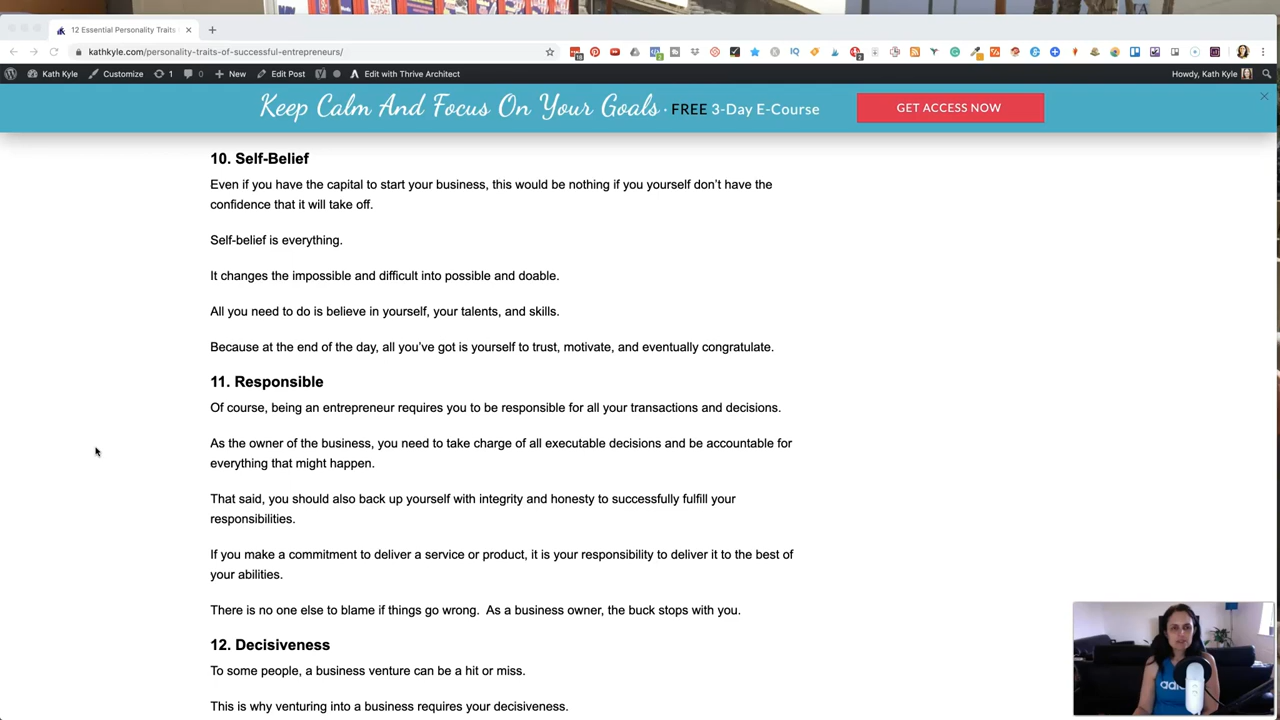 12 Essential Personality Traits
kathkyle.com/personality-traits-of-successful-entrepreneurs/
Kath Kyle Customize 1 0 New Edit Post Edit with Thrive Architect Howdy, Kath Kyle
Keep Calm And Focus On Your Goals · FREE 3-Day E-Course GET ACCESS NOW
10. Self-Belief
Even if you have the capital to start your business, this would be nothing if you yourself don’t have the
confidence that it will take off.
Self-belief is everything.
It changes the impossible and difficult into possible and doable.
All you need to do is believe in yourself, your talents, and skills.
Because at the end of the day, all you’ve got is yourself to trust, motivate, and eventually congratulate.
11. Responsible
Of course, being an entrepreneur requires you to be responsible for all your transactions and decisions.
As the owner of the business, you need to take charge of all executable decisions and be accountable for
everything that might happen.
That said, you should also back up yourself with integrity and honesty to successfully fulfill your
responsibilities.
If you make a commitment to deliver a service or product, it is your responsibility to deliver it to the best of
your abilities.
There is no one else to blame if things go wrong.  As a business owner, the buck stops with you.
12. Decisiveness
To some people, a business venture can be a hit or miss.
This is why venturing into a business requires your decisiveness.